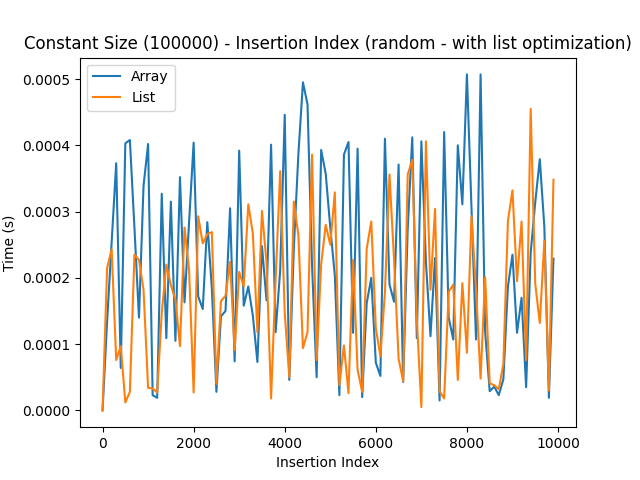 Constant Size (100000) - Insertion Index (random - with list optimization)
Array
List
0.0005
0.0004
0.0003
0.0002
0.0001
0.0000
Time (s)
0 2000 4000 6000 8000 10000
Insertion Index